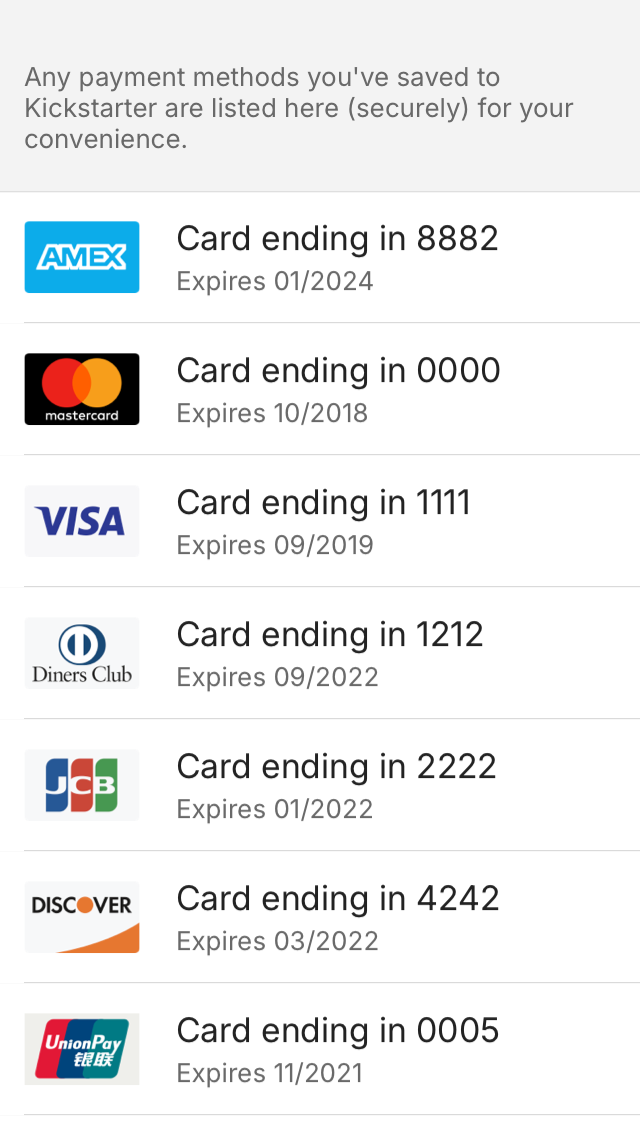 Any payment methods you've saved to
Kickstarter are listed here (securely) for your
convenience.
AMEX
Card ending in 8882
Expires 01/2024
mastercard
Card ending in 0000
Expires 10/2018
VISA
Card ending in 1111
Expires 09/2019
Diners Club
Card ending in 1212
Expires 09/2022
JCB
Card ending in 2222
Expires 01/2022
DISCOVER
Card ending in 4242
Expires 03/2022
UnionPay
银联
Card ending in 0005
Expires 11/2021